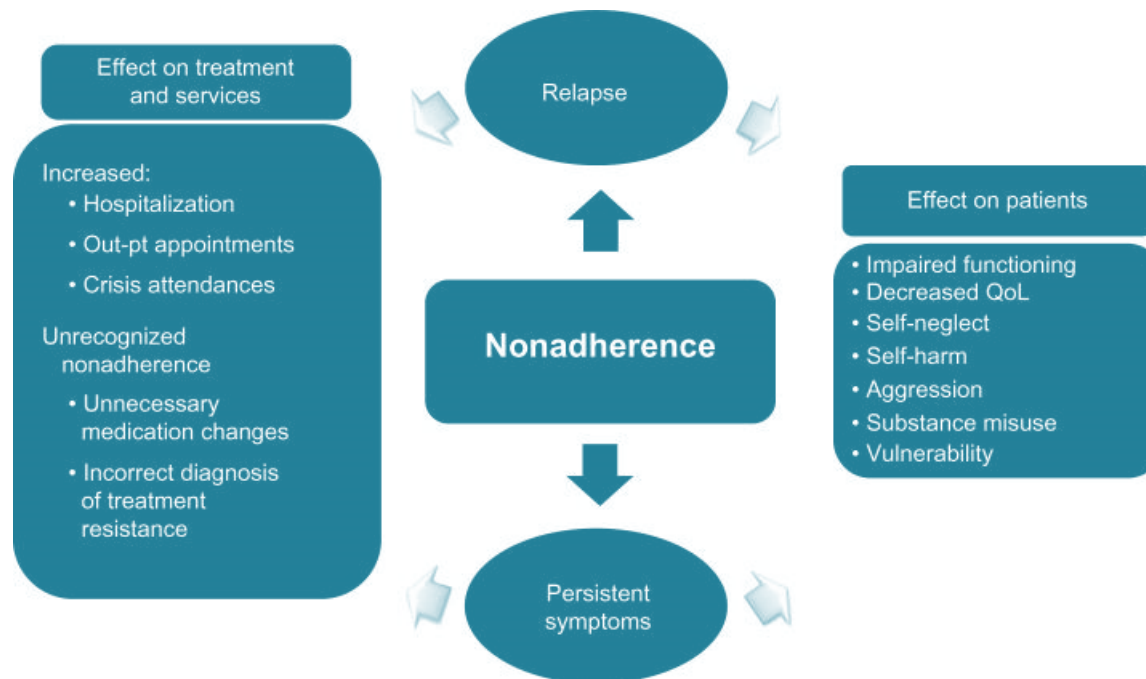 Effect on treatment
and services
Increased:
• Hospitalization
• Out-pt appointments
• Crisis attendances
Unrecognized
nonadherence
• Unnecessary
medication changes
• Incorrect diagnosis
of treatment
resistance
Relapse
Nonadherence
Persistent
symptoms
Effect on patients
• Impaired functioning
• Decreased QoL
• Self-neglect
• Self-harm
• Aggression
• Substance misuse
• Vulnerability